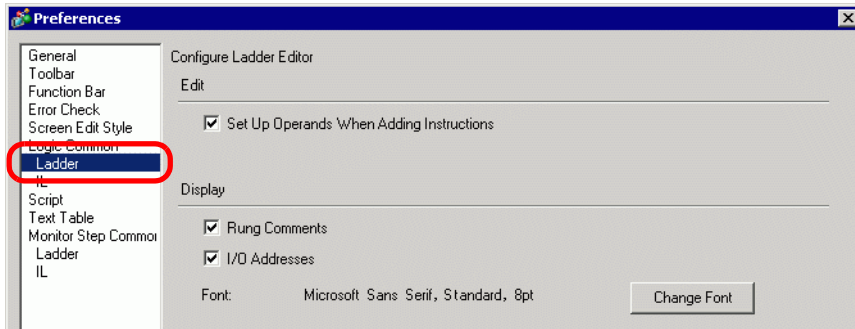 Preferences
General
Toolbar
Function Bar
Error Check
Screen Edit Style
Logic Common
Ladder
IL
Script
Text Table
Monitor Step Commor
Ladder
IL
Configure Ladder Editor
Edit
Set Up Operands When Adding Instructions
Display
Rung Comments
I/O Addresses
Font: Microsoft Sans Serif, Standard, 8pt
Change Font